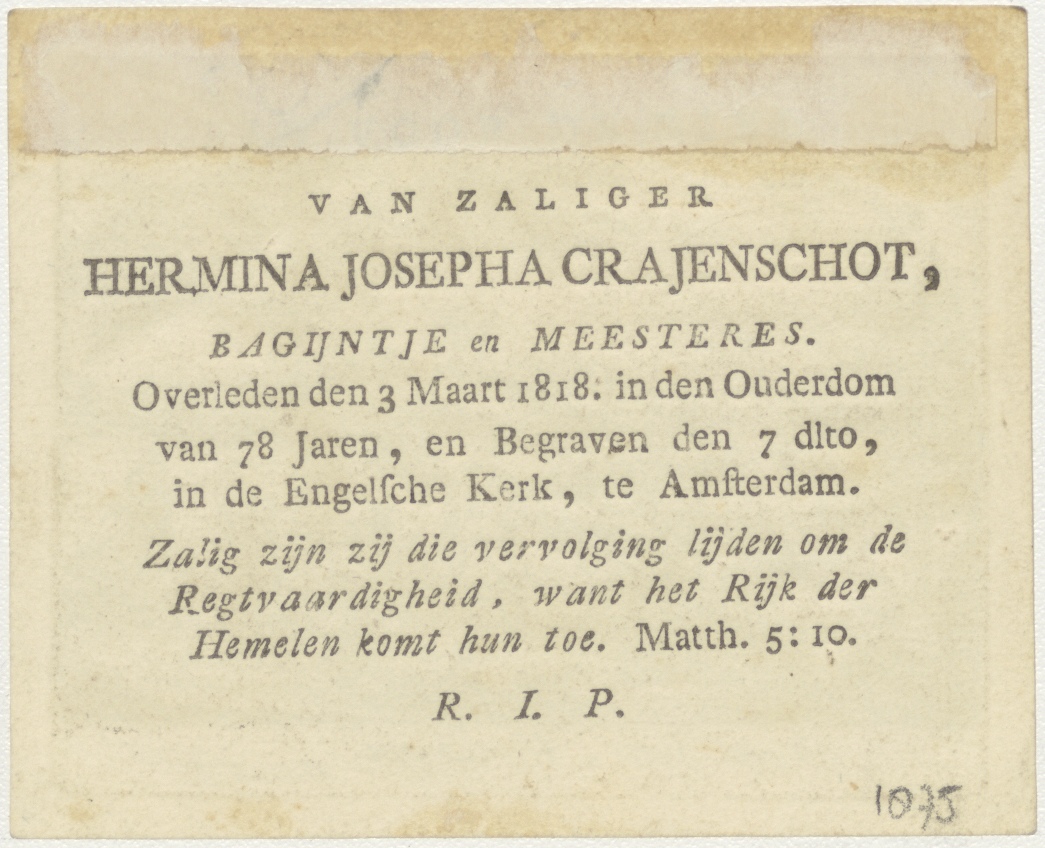 VAN ZALIGER
HERMINA JOSEPHA CRAJENSCHOT,
BAGIJNTJE en MEESTERES.
Overleden den 3 Maart 1818. in den Ouderdom
van 78 Jaren, en Begraven den 7 dlto,
in de Engelſche Kerk, te Amſterdam.
Zalig zijn zij die vervolging lijden om de
Regtvaardigheid, want het Rijk der
Hemelen komt hun toe. Matth. 5: 10.
R. I. P.
1075